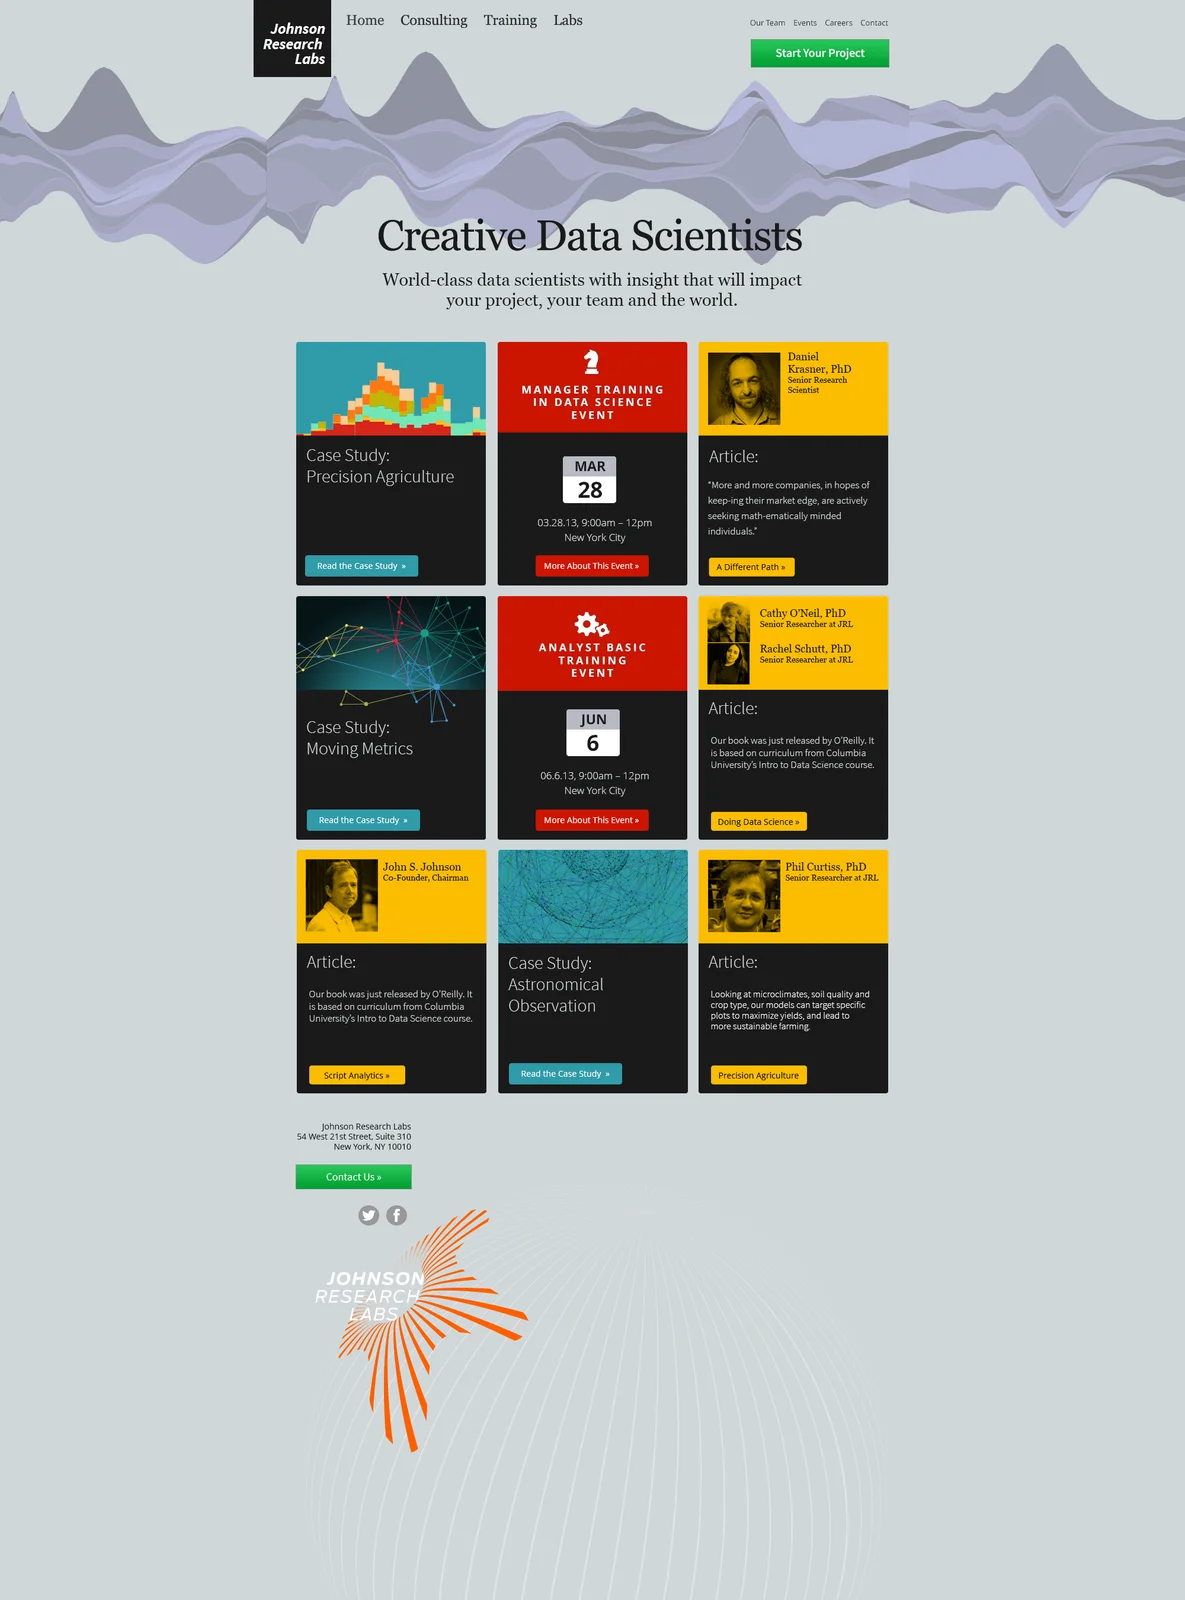 Johnson
Research
Labs
Home Consulting Training Labs
Our Team Events Careers Contact
Start Your Project
Creative Data Scientists
World-class data scientists with insight that will impact
your project, your team and the world.
Case Study:
Precision Agriculture
Read the Case Study »
MANAGER TRAINING
IN DATA SCIENCE
EVENT
MAR
28
03.28.13, 9:00am – 12pm
New York City
More About This Event »
Daniel
Krasner, PhD
Senior Research
Scientist
Article:
“More and more companies, in hopes of
keep-ing their market edge, are actively
seeking math-ematically minded
individuals.”
A Different Path »
Case Study:
Moving Metrics
Read the Case Study »
ANALYST BASIC
TRAINING
EVENT
JUN
6
06.6.13, 9:00am – 12pm
New York City
More About This Event »
Cathy O'Neil, PhD
Senior Researcher at JRL
Rachel Schutt, PhD
Senior Researcher at JRL
Article:
Our book was just released by O'Reilly. It
is based on curriculum from Columbia
University's Intro to Data Science course.
Doing Data Science »
John S. Johnson
Co-Founder, Chairman
Article:
Our book was just released by O'Reilly. It
is based on curriculum from Columbia
University's Intro to Data Science course.
Script Analytics »
Case Study:
Astronomical
Observation
Read the Case Study »
Phil Curtiss, PhD
Senior Researcher at JRL
Article:
Looking at microclimates, soil quality and
crop type, our models can target specific
plots to maximize yields, and lead to
more sustainable farming.
Precision Agriculture
Johnson Research Labs
54 West 21st Street, Suite 310
New York, NY 10010
Contact Us »
JOHNSON
RESEARCH
LABS